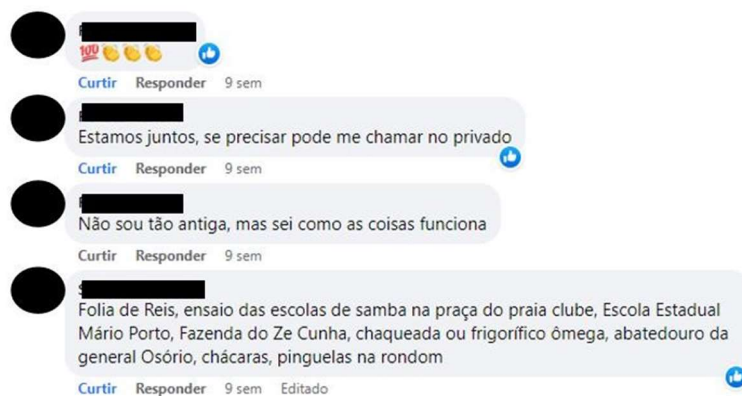 💯👏👏👏
Curtir Responder 9 sem
Estamos juntos, se precisar pode me chamar no privado
Curtir Responder 9 sem
Não sou tão antiga, mas sei como as coisas funciona
Curtir Responder 9 sem
Folia de Reis, ensaio das escolas de samba na praça do praia clube, Escola Estadual
Mário Porto, Fazenda do Ze Cunha, chaqueada ou frigorífico ômega, abatedouro da
general Osório, chácaras, pinguelas na rondom
Curtir Responder 9 sem Editado